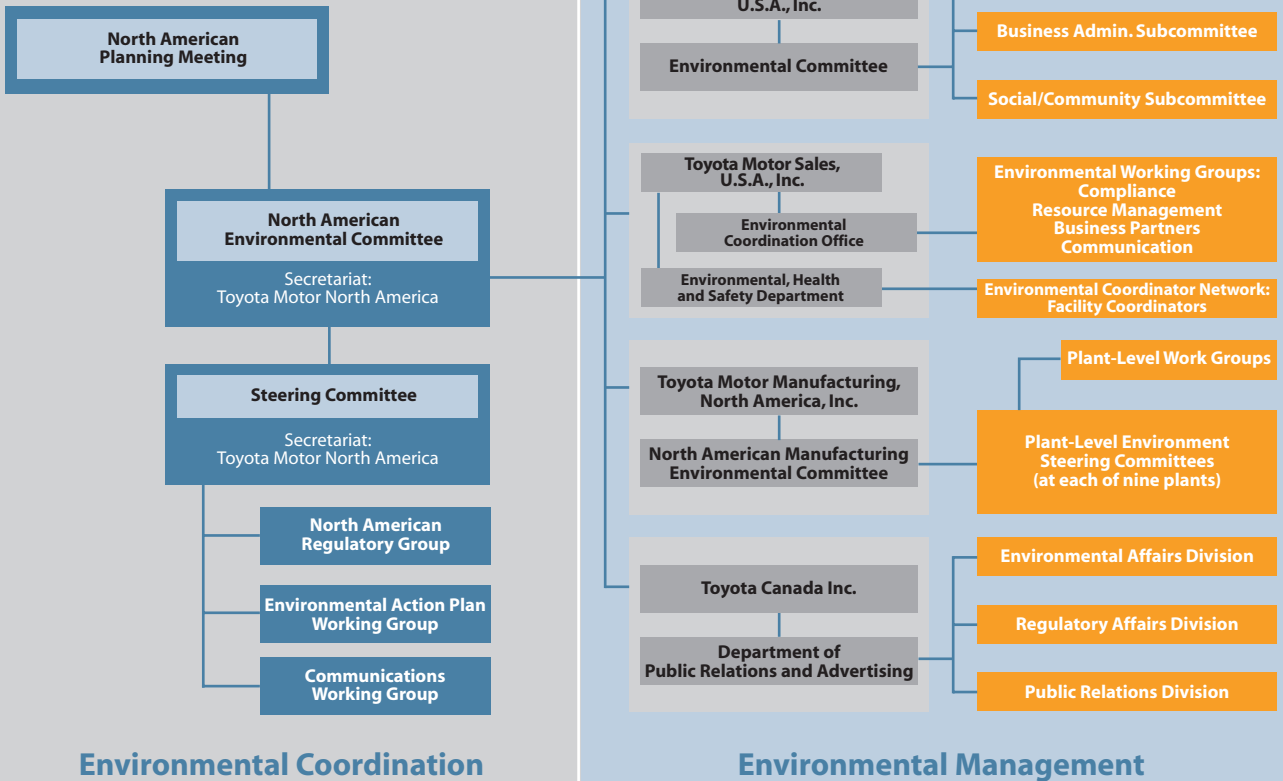 North American
Planning Meeting
North American
Environmental Committee
Secretariat:
Toyota Motor North America
Steering Committee
Secretariat:
Toyota Motor North America
North American
Regulatory Group
Environmental Action Plan
Working Group
Communications
Working Group
Environmental Coordination
U.S.A., Inc.
Environmental Committee
Business Admin. Subcommittee
Social/Community Subcommittee
Toyota Motor Sales,
U.S.A., Inc.
Environmental
Coordination Office
Environmental, Health
and Safety Department
Environmental Working Groups:
Compliance
Resource Management
Business Partners
Communication
Environmental Coordinator Network:
Facility Coordinators
Toyota Motor Manufacturing,
North America, Inc.
North American Manufacturing
Environmental Committee
Plant-Level Work Groups
Plant-Level Environment
Steering Committees
(at each of nine plants)
Toyota Canada Inc.
Department of
Public Relations and Advertising
Environmental Affairs Division
Regulatory Affairs Division
Public Relations Division
Environmental Management